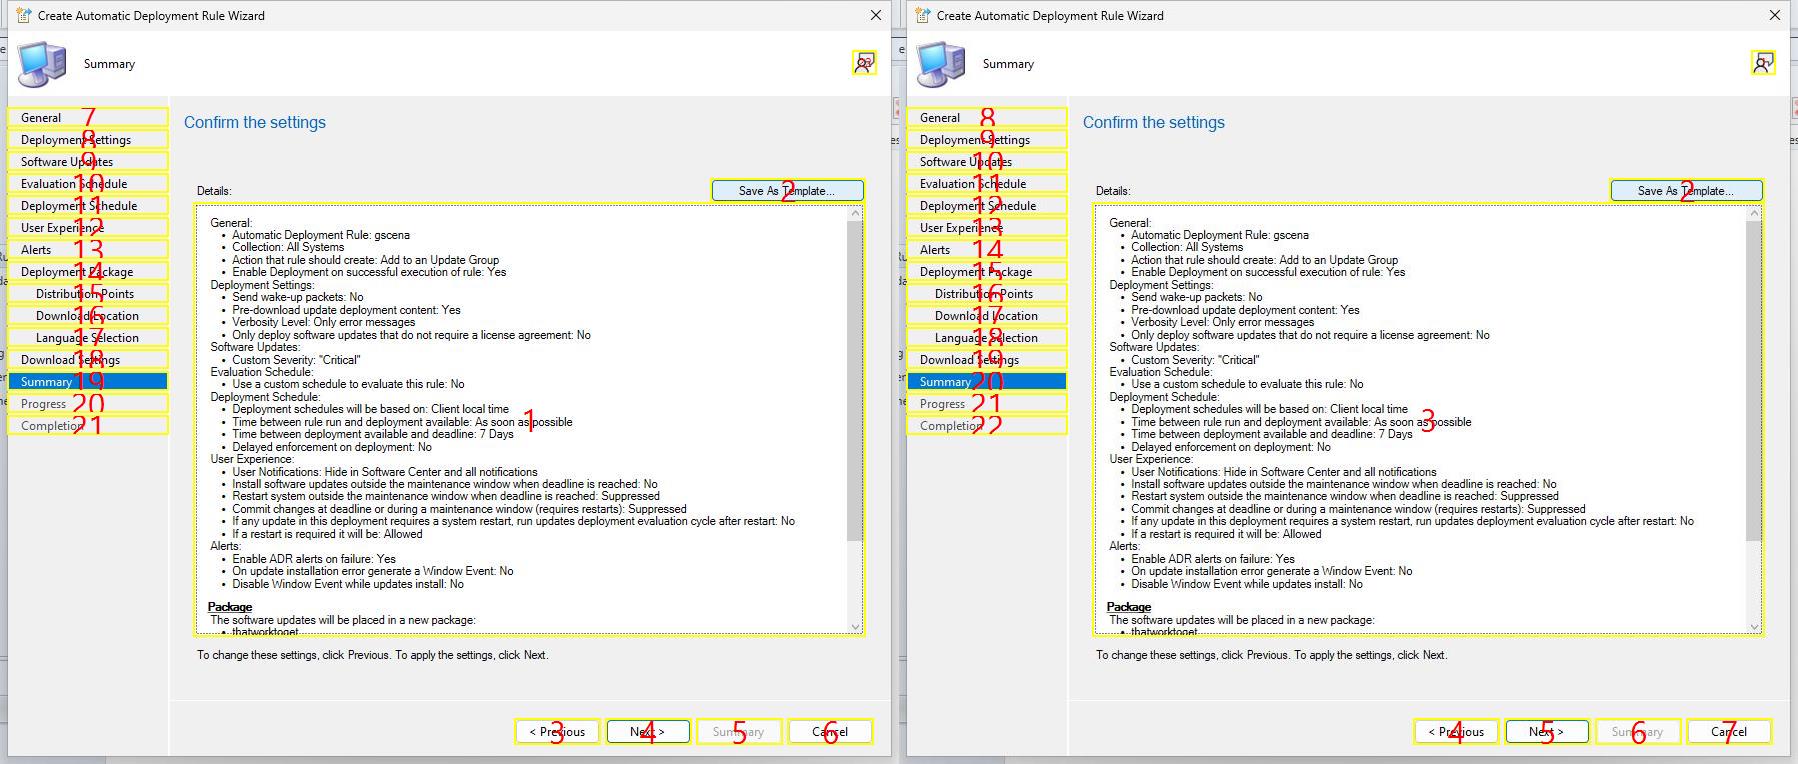 Create Automatic Deployment Rule Wizard
Summary
General 7
Deployment Settings 8
Software Updates 9
Evaluation Schedule 10
Deployment Schedule 11
User Experience 12
Alerts 13
Deployment Package 14
Distribution Points 15
Download Location 16
Language Selection 17
Download Settings 18
Summary 19
Progress 20
Completion 21
Confirm the settings
Details:
Save As Template... 2
General:
• Automatic Deployment Rule: gscena
• Collection: All Systems
• Action that rule should create: Add to an Update Group
• Enable Deployment on successful execution of rule: Yes
Deployment Settings:
• Send wake-up packets: No
• Pre-download update deployment content: Yes
• Verbosity Level: Only error messages
• Only deploy software updates that do not require a license agreement: No
Software Updates:
• Custom Severity: "Critical"
Evaluation Schedule:
• Use a custom schedule to evaluate this rule: No
Deployment Schedule:
• Deployment schedules will be based on: Client local time
• Time between rule run and deployment available: As soon as possible
1
• Time between deployment available and deadline: 7 Days
• Delayed enforcement on deployment: No
User Experience:
• User Notifications: Hide in Software Center and all notifications
• Install software updates outside the maintenance window when deadline is reached: No
• Restart system outside the maintenance window when deadline is reached: Suppressed
• Commit changes at deadline or during a maintenance window (requires restarts): Suppressed
• If any update in this deployment requires a system restart, run updates deployment evaluation cycle after restart: No
• If a restart is required it will be: Allowed
Alerts:
• Enable ADR alerts on failure: Yes
• On update installation error generate a Window Event: No
• Disable Window Event while updates install: No
Package
The software updates will be placed in a new package:
• thatworktoget
To change these settings, click Previous. To apply the settings, click Next.
< Previous 3
Next > 4
Summary 5
Cancel 6
Create Automatic Deployment Rule Wizard
Summary
General 8
Deployment Settings 9
Software Updates 10
Evaluation Schedule 11
Deployment Schedule 12
User Experience 13
Alerts 14
Deployment Package 15
Distribution Points 16
Download Location 17
Language Selection 18
Download Settings 19
Summary 20
Progress 21
Completion 22
Confirm the settings
Details:
Save As Template... 2
General:
• Automatic Deployment Rule: gscena
• Collection: All Systems
• Action that rule should create: Add to an Update Group
• Enable Deployment on successful execution of rule: Yes
Deployment Settings:
• Send wake-up packets: No
• Pre-download update deployment content: Yes
• Verbosity Level: Only error messages
• Only deploy software updates that do not require a license agreement: No
Software Updates:
• Custom Severity: "Critical"
Evaluation Schedule:
• Use a custom schedule to evaluate this rule: No
Deployment Schedule:
• Deployment schedules will be based on: Client local time
• Time between rule run and deployment available: As soon as possible
3
• Time between deployment available and deadline: 7 Days
• Delayed enforcement on deployment: No
User Experience:
• User Notifications: Hide in Software Center and all notifications
• Install software updates outside the maintenance window when deadline is reached: No
• Restart system outside the maintenance window when deadline is reached: Suppressed
• Commit changes at deadline or during a maintenance window (requires restarts): Suppressed
• If any update in this deployment requires a system restart, run updates deployment evaluation cycle after restart: No
• If a restart is required it will be: Allowed
Alerts:
• Enable ADR alerts on failure: Yes
• On update installation error generate a Window Event: No
• Disable Window Event while updates install: No
Package
The software updates will be placed in a new package:
• thatworktoget
To change these settings, click Previous. To apply the settings, click Next.
< Previous 4
Next > 5
Summary 6
Cancel 7